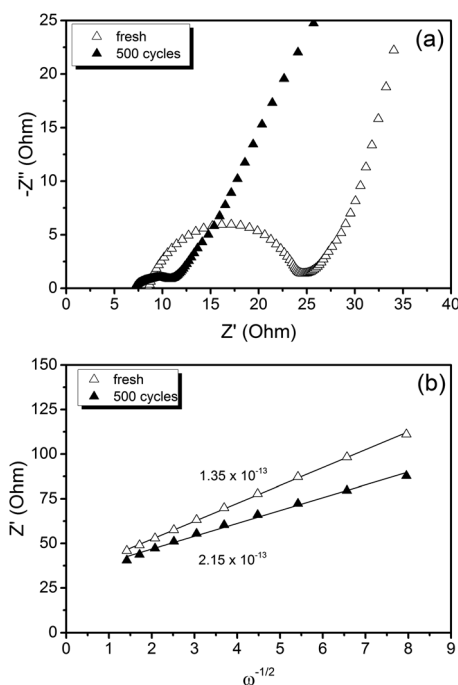 (a)
△ fresh
▲ 500 cycles
-Z'' (Ohm)
25
20
15
10
5
0
0 5 10 15 20 25 30 35 40
Z' (Ohm)
(b)
△ fresh
▲ 500 cycles
Z' (Ohm)
150
125
100
75
50
25
0
1.35 x 10⁻¹³
2.15 x 10⁻¹³
0 1 2 3 4 5 6 7 8 9
ω⁻¹/²